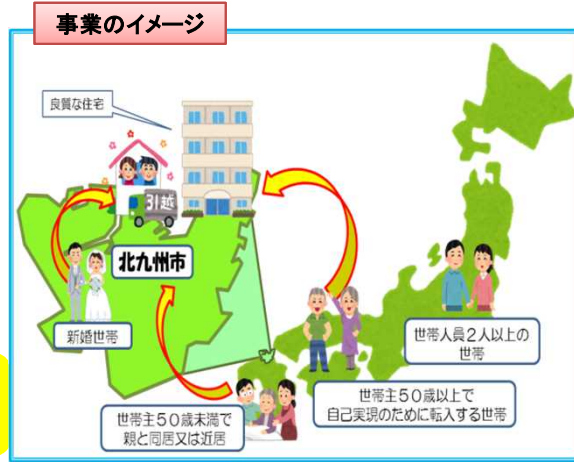 事業のイメージ
良質な住宅
引越
北九州市
新婚世帯
世帯人員2人以上の
世帯
世帯主50歳以上で
自己実現のために転入する世帯
世帯主50歳未満で
親と同居又は近居